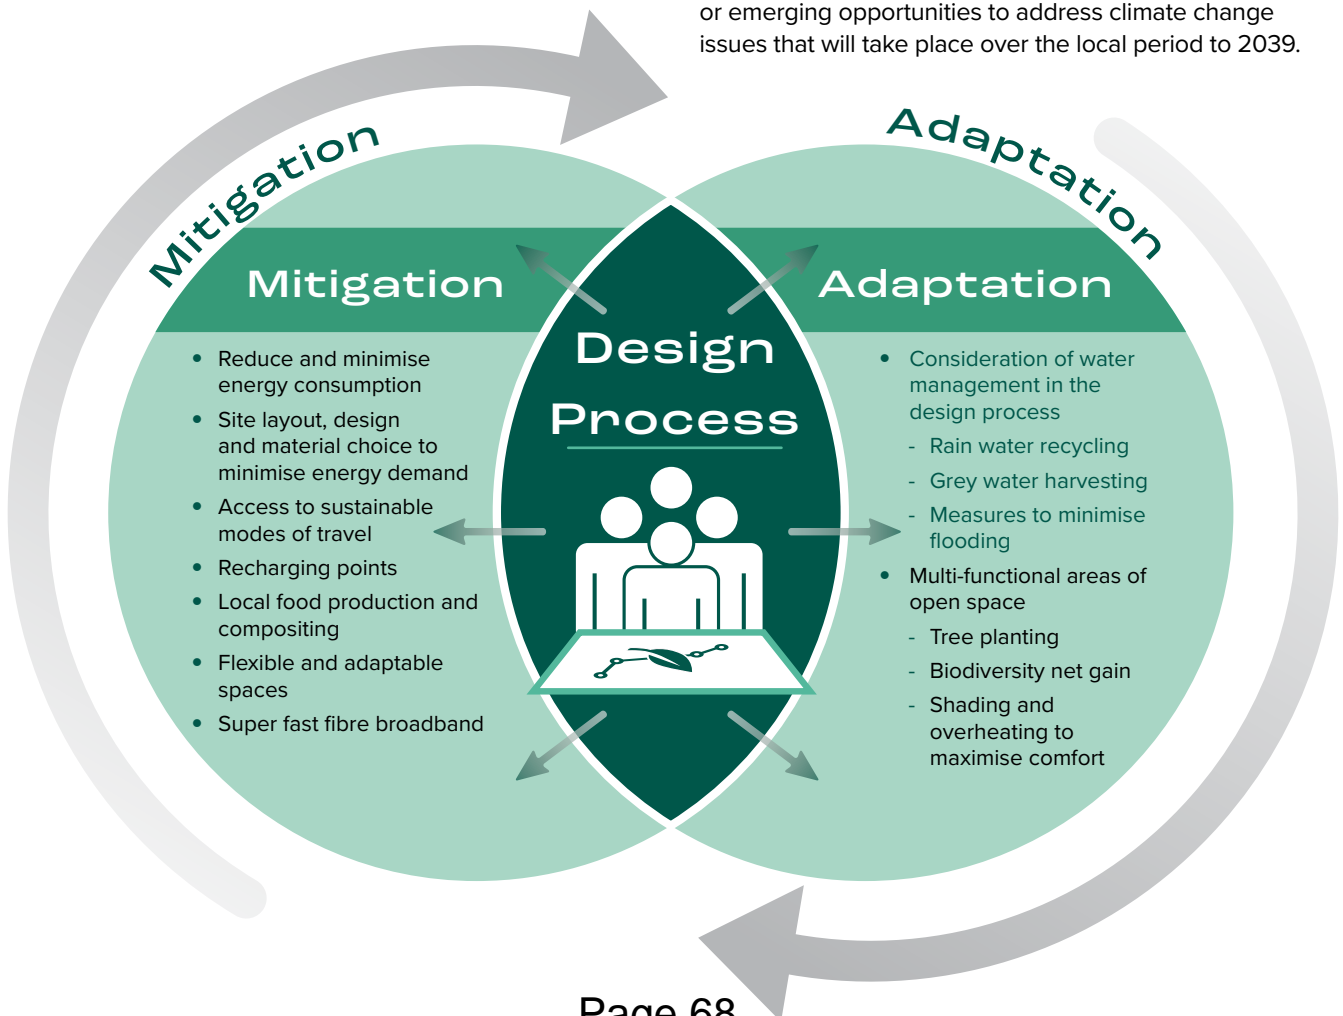 or emerging opportunities to address climate change
issues that will take place over the local period to 2039.
Mitigation
Adaptation
Mitigation
Design
Process
Adaptation
• Reduce and minimise
energy consumption
• Site layout, design
and material choice to
minimise energy demand
• Access to sustainable
modes of travel
• Recharging points
• Local food production and
compositing
• Flexible and adaptable
spaces
• Super fast fibre broadband
• Consideration of water
management in the
design process
- Rain water recycling
- Grey water harvesting
- Measures to minimise
flooding
• Multi-functional areas of
open space
- Tree planting
- Biodiversity net gain
- Shading and
overheating to
maximise comfort
Page 68